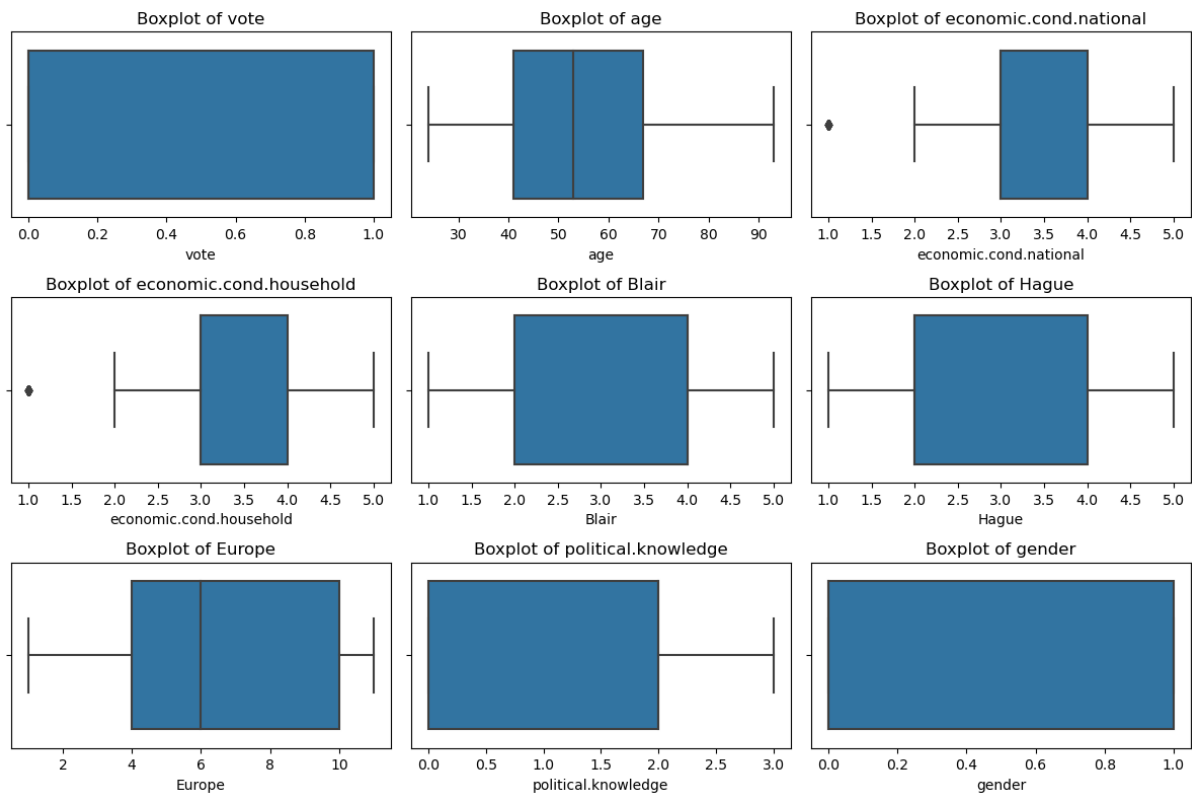 Boxplot of vote
0.0 0.2 0.4 0.6 0.8 1.0
vote
Boxplot of age
30 40 50 60 70 80 90
age
Boxplot of economic.cond.national
1.0 1.5 2.0 2.5 3.0 3.5 4.0 4.5 5.0
economic.cond.national
Boxplot of economic.cond.household
1.0 1.5 2.0 2.5 3.0 3.5 4.0 4.5 5.0
economic.cond.household
Boxplot of Blair
1.0 1.5 2.0 2.5 3.0 3.5 4.0 4.5 5.0
Blair
Boxplot of Hague
1.0 1.5 2.0 2.5 3.0 3.5 4.0 4.5 5.0
Hague
Boxplot of Europe
2 4 6 8 10
Europe
Boxplot of political.knowledge
0.0 0.5 1.0 1.5 2.0 2.5 3.0
political.knowledge
Boxplot of gender
0.0 0.2 0.4 0.6 0.8 1.0
gender